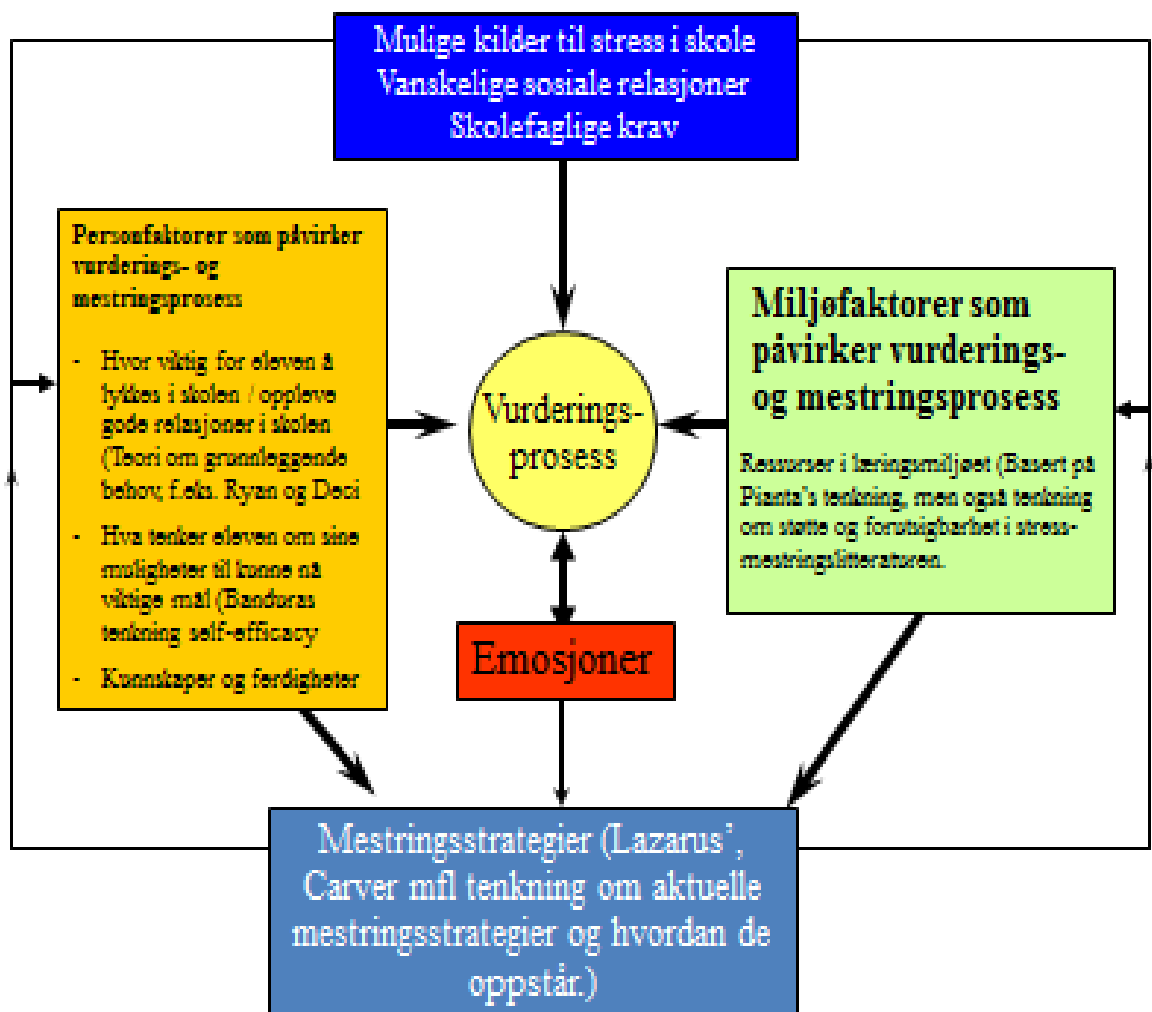 Mulige kilder til stress i skole
Vanskelige sosiale relasjoner
Skolefaglige krav
Personfaktorer som påvirker
vurderings- og
mestringsprosess
- Hvor viktig for eleven å
lykkes i skolen / oppleve
gode relasjoner i skolen
(Teori om grunnleggende
behov, f.eks. Ryan og Deci
- Hva tenker eleven om sine
muligheter til kunne nå
viktige mål (Banduras
tenkning self-efficacy
- Kunnskaper og ferdigheter
Vurderings-
prosess
Miljøfaktorer som
påvirker vurderings-
og mestringsprosess
Ressurser i læringsmiljøet (Basert på
Pianta's tenkning, men også tenkning
om støtte og forutsigbarhet i stress-
mestringslitteraturen.
Emosjoner
Mestringsstrategier (Lazarus’,
Carver mfl tenkning om aktuelle
mestringsstrategier og hvordan de
oppstår.)